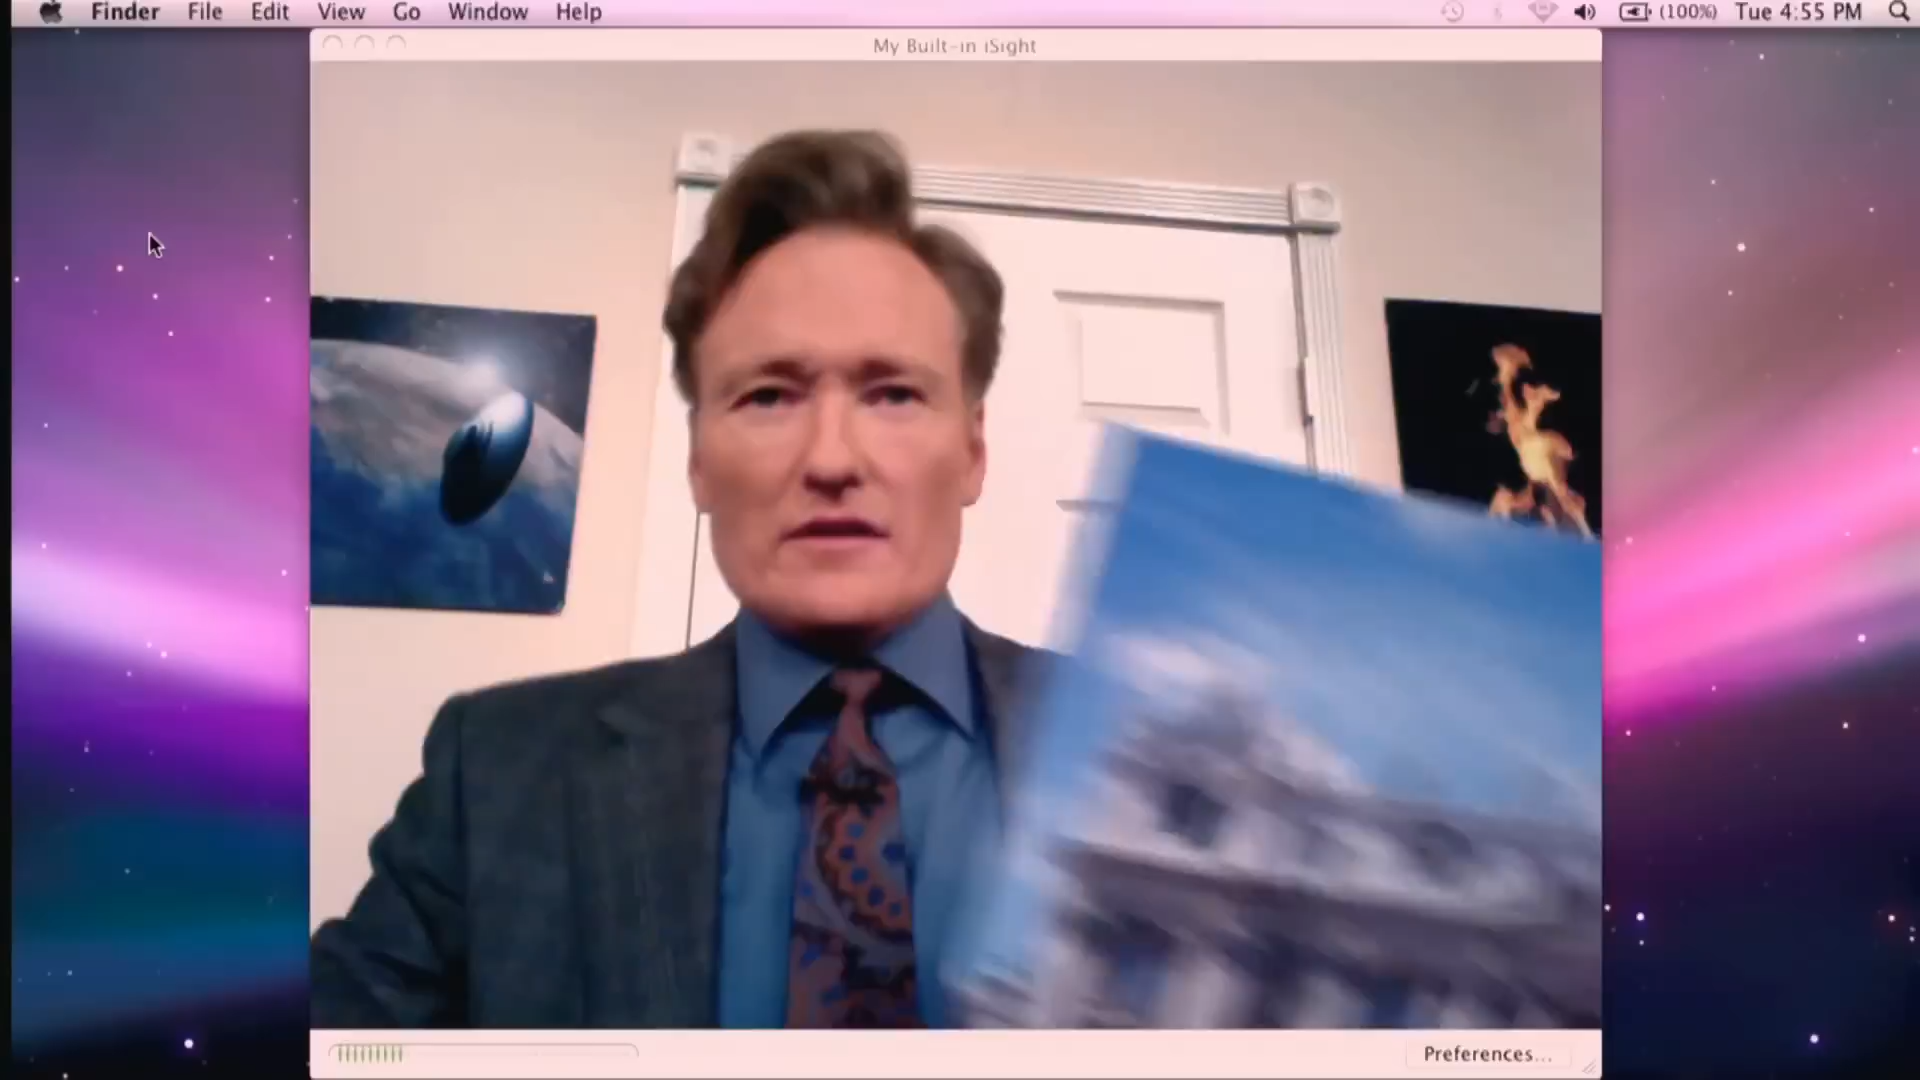 Finder File Edit View Go Window Help (100%) Tue 4:55 PM
My Built-in iSight
Preferences...